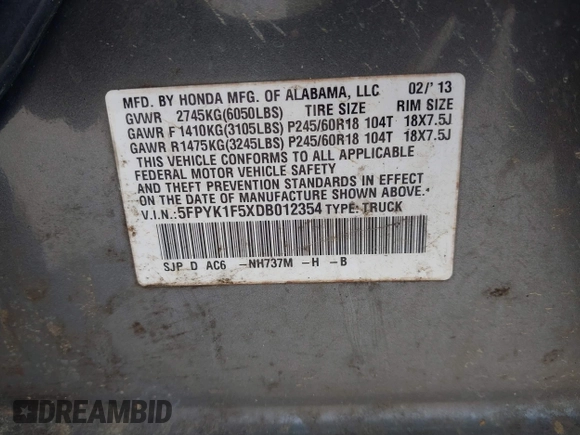 MFD. BY HONDA MFG. OF ALABAMA, LLC 02/'13
GVWR 2745KG(6050LBS) TIRE SIZE RIM SIZE
GAWR F 1410KG(3105LBS) P245/60R18 104T 18X7.5J
GAWR R1475KG(3245LBS) P245/60R18 104T 18X7.5J
THIS VEHICLE CONFORMS TO ALL APPLICABLE
FEDERAL MOTOR VEHICLE SAFETY
AND THEFT PREVENTION STANDARDS IN EFFECT
ON THE DATE OF MANUFACTURE SHOWN ABOVE.
V.I.N.:5FPYK1F5XDB012354 TYPE: TRUCK
SJP D AC6 -NH737M -H -B
DREAMBID